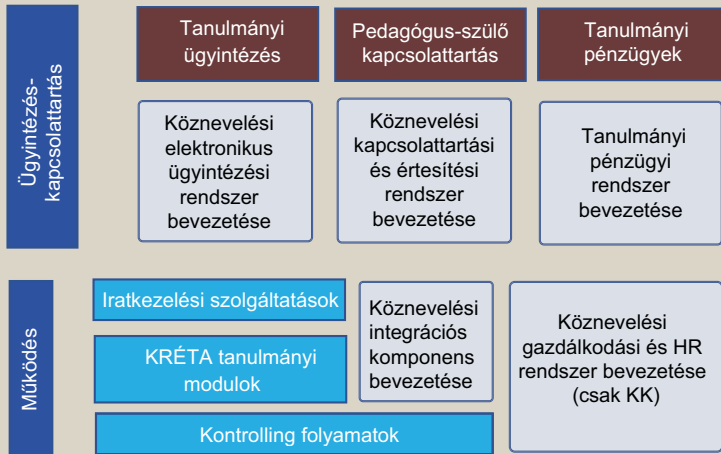 Ügyintézés-
kapcsolattartás
Tanulmányi
ügyintézés
Pedagógus-szülő
kapcsolattartás
Tanulmányi
pénzügyek
Köznevelési
elektronikus
ügyintézési
rendszer
bevezetése
Köznevelési
kapcsolattartási
és értesítési
rendszer
bevezetése
Tanulmányi
pénzügyi
rendszer
bevezetése
Működés
Iratkezelési szolgáltatások
KRÉTA tanulmányi
modulok
Köznevelési
integrációs
komponens
bevezetése
Köznevelési
gazdálkodási és HR
rendszer bevezetése
(csak KK)
Kontrolling folyamatok